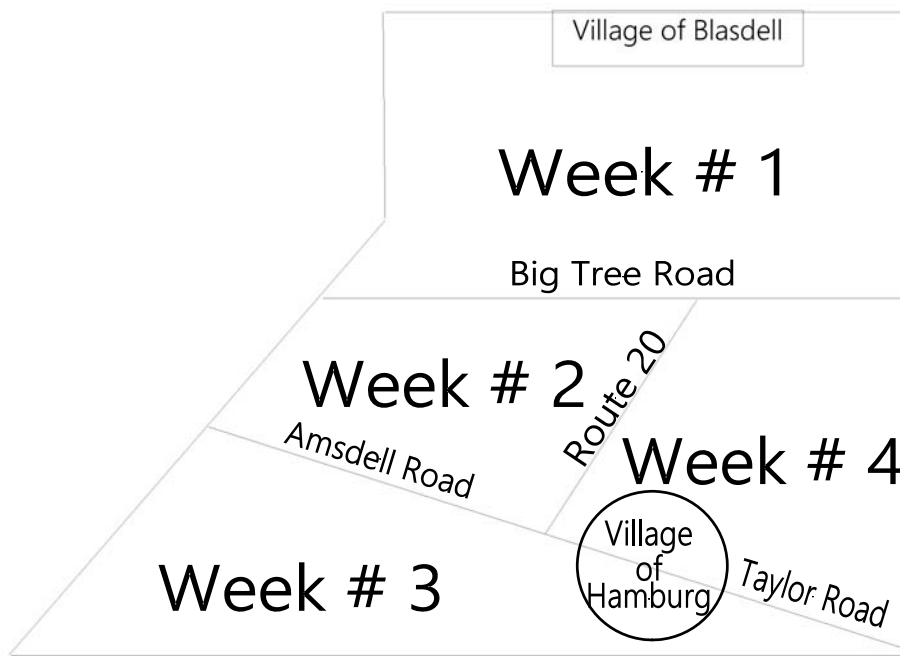 Village of Blasdell
Week # 1
Big Tree Road
Week # 2
Route 20
Amsdell Road
Week # 4
Village
of
Hamburg
Week # 3
Taylor Road